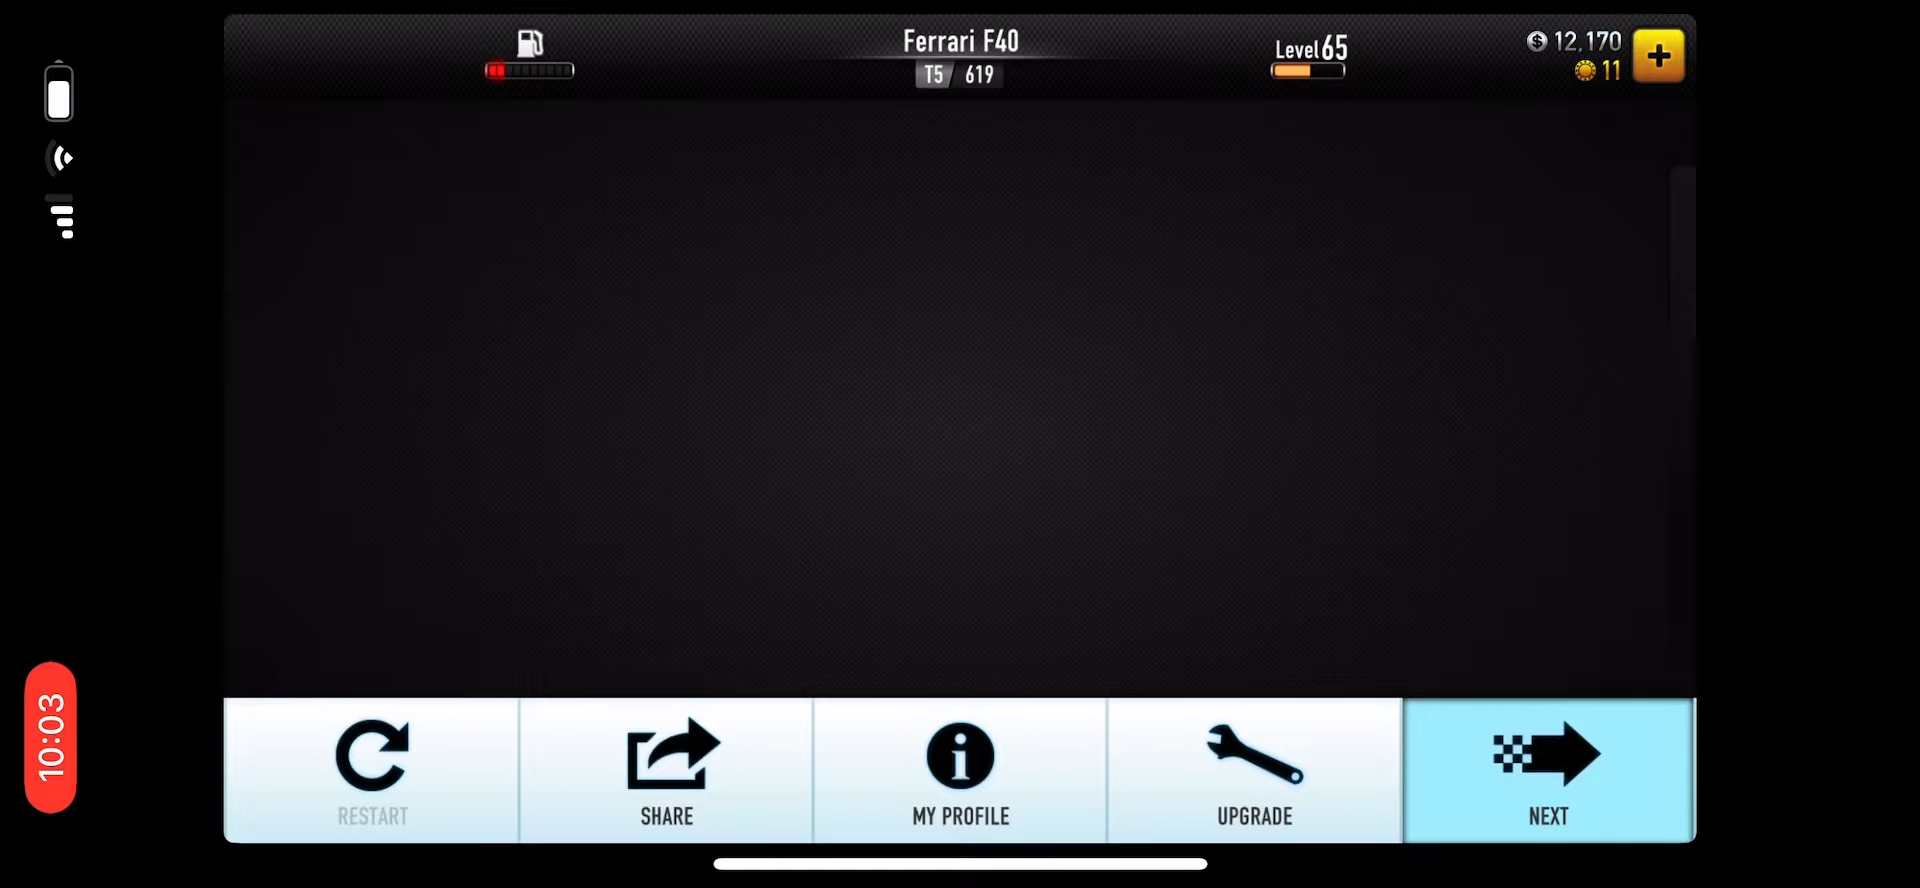 Ferrari F40
T5 619
Level 65
12,170
11
10:03
RESTART
SHARE
MY PROFILE
UPGRADE
NEXT